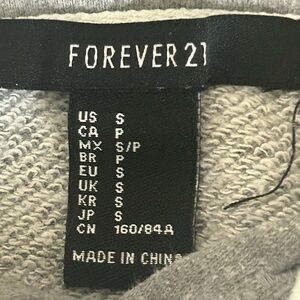 FOREVER 21
US S
CA P
MX S/P
BR P
EU S
UK S
KR S
JP S
CN 160/84A
MADE IN CHINA